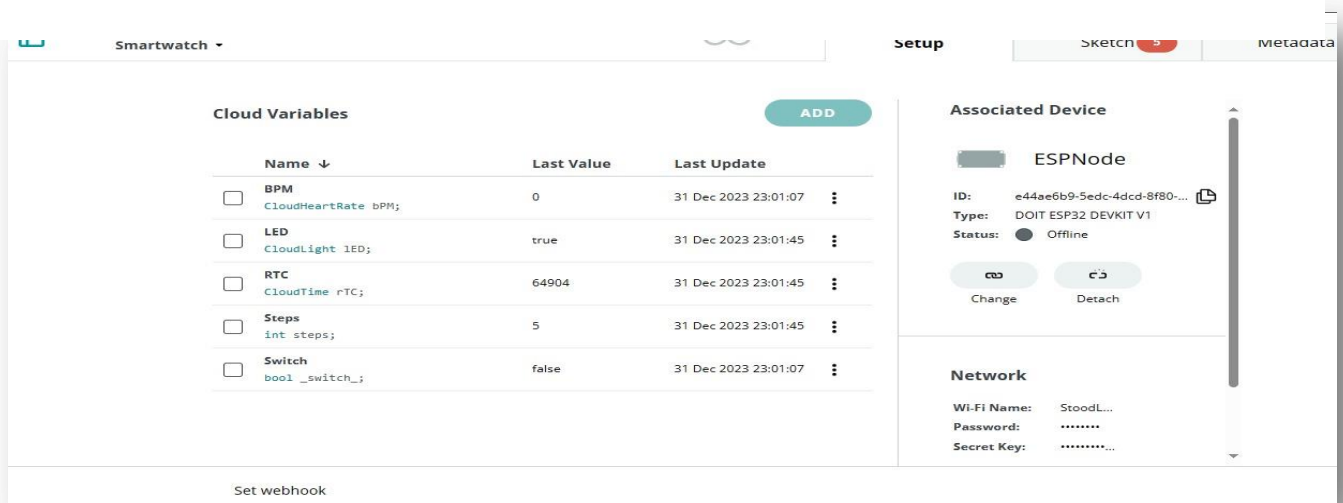 Smartwatch
Setup
Sketch 5
Metadata
Cloud Variables
ADD
Name ↓ Last Value Last Update
BPM
CloudHeartRate bPM;
0 31 Dec 2023 23:01:07
LED
CloudLight lED;
true 31 Dec 2023 23:01:45
RTC
CloudTime rTC;
64904 31 Dec 2023 23:01:45
Steps
int steps;
5 31 Dec 2023 23:01:45
Switch
bool _switch_;
false 31 Dec 2023 23:01:07
Associated Device
ESPNode
ID: e44ae6b9-5edc-4dcd-8f80-...
Type: DOIT ESP32 DEVKIT V1
Status: Offline
Change Detach
Network
Wi-Fi Name: StoodL...
Password: ••••••••
Secret Key: •••••••••...
Set webhook